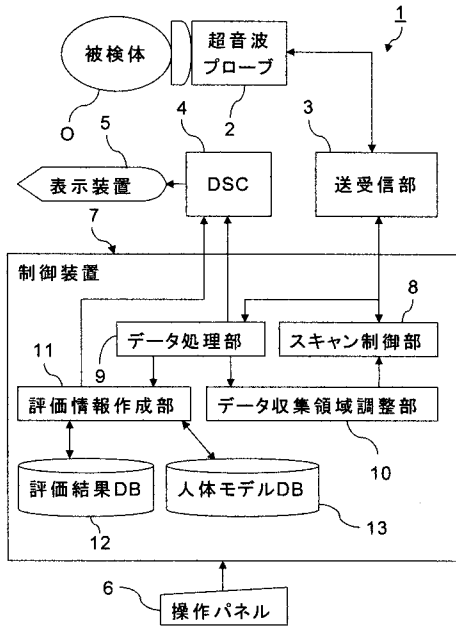 1
被検体
超音波
プローブ
O
2
5
4
3
表示装置
DSC
送受信部
7
制御装置
8
データ処理部
スキャン制御部
11
9
評価情報作成部
データ収集領域調整部
10
評価結果DB
人体モデルDB
12
13
6
操作パネル